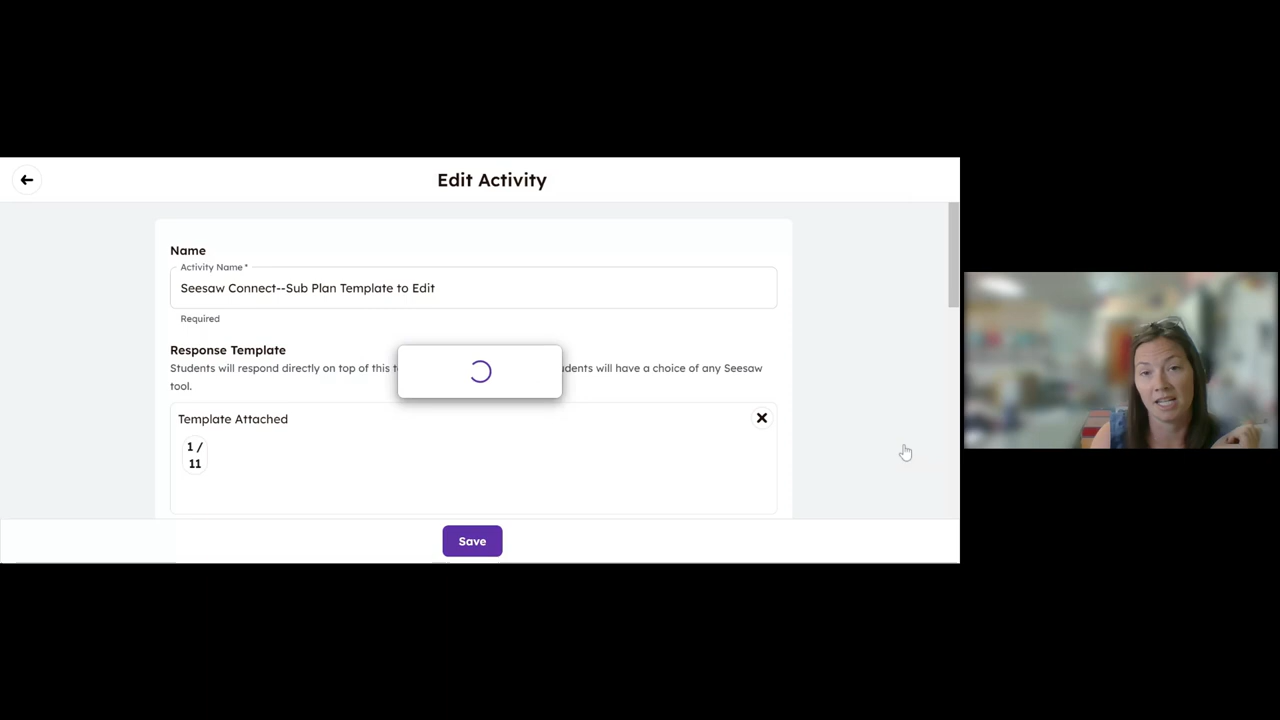 Edit Activity
Name
Activity Name *
Seesaw Connect--Sub Plan Template to Edit
Required
Response Template
Students will respond directly on top of this t
dents will have a choice of any Seesaw
tool.
Template Attached
1 /
11
Save